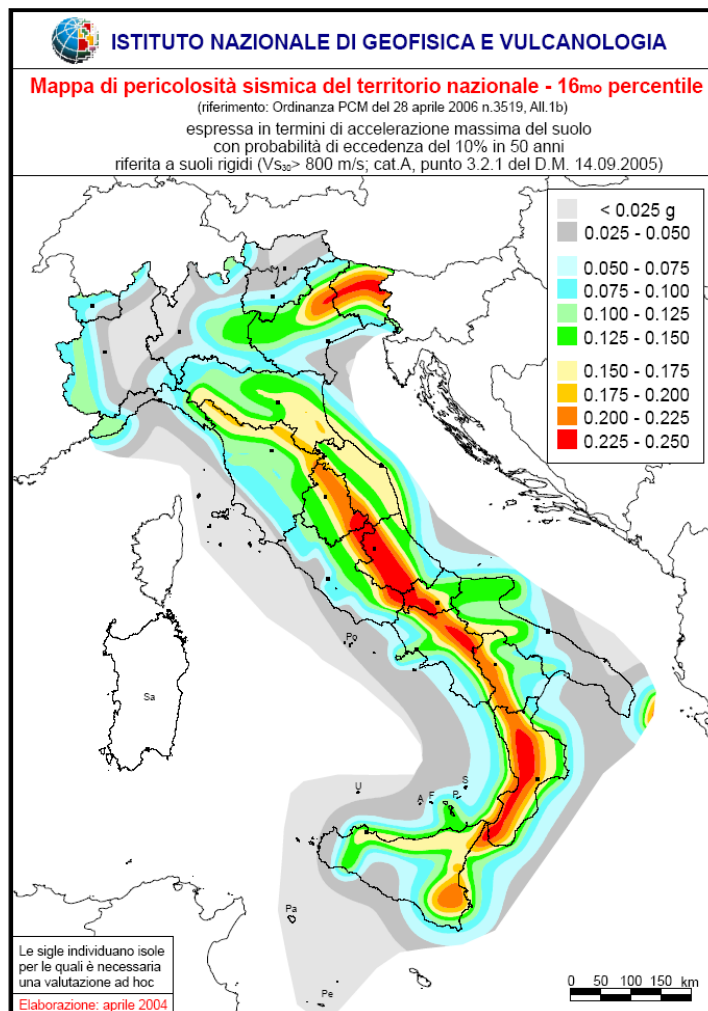 ISTITUTO NAZIONALE DI GEOFISICA E VULCANOLOGIA
Mappa di pericolosità sismica del territorio nazionale - 16mo percentile
(riferimento: Ordinanza PCM del 28 aprile 2006 n.3519, All.1b)
espressa in termini di accelerazione massima del suolo
con probabilità di eccedenza del 10% in 50 anni
riferita a suoli rigidi (Vs30> 800 m/s; cat.A, punto 3.2.1 del D.M. 14.09.2005)
< 0.025 g
0.025 - 0.050
0.050 - 0.075
0.075 - 0.100
0.100 - 0.125
0.125 - 0.150
0.150 - 0.175
0.175 - 0.200
0.200 - 0.225
0.225 - 0.250
Po
Sa
U
A
F
P
S
Pa
Pe
Le sigle individuano isole
per le quali è necessaria
una valutazione ad hoc
Elaborazione: aprile 2004
0 50 100 150 km